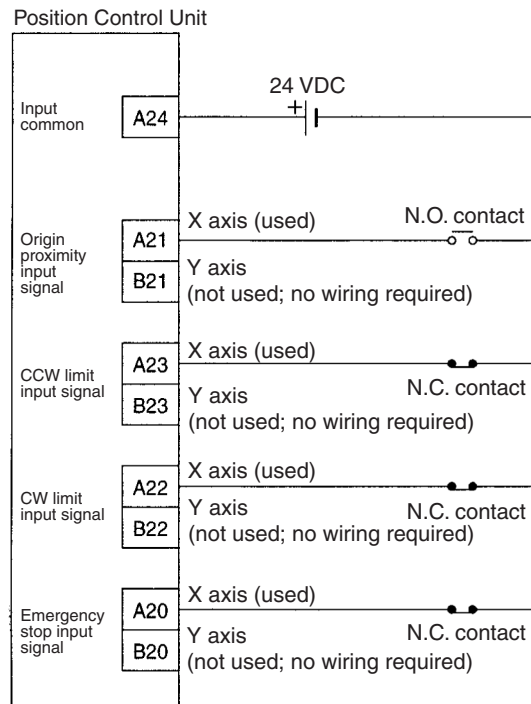 Position Control Unit
24 VDC
+
Input
common
A24
X axis (used)
N.O. contact
Origin
proximity
input
signal
A21
B21
Y axis
(not used; no wiring required)
X axis (used)
CCW limit
input signal
A23
B23
N.C. contact
Y axis
(not used; no wiring required)
X axis (used)
CW limit
input signal
A22
B22
N.C. contact
Y axis
(not used; no wiring required)
X axis (used)
Emergency
stop input
signal
A20
B20
N.C. contact
Y axis
(not used; no wiring required)